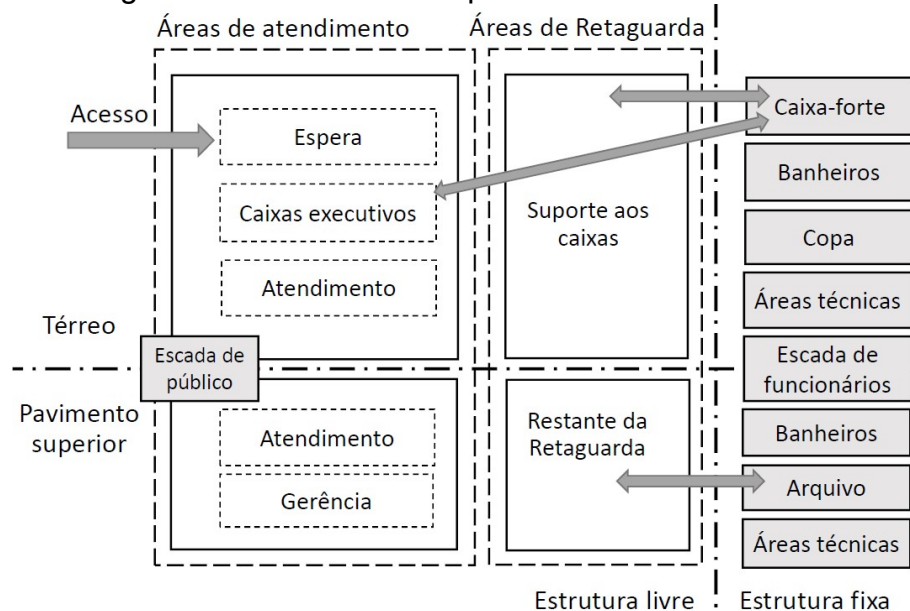 Áreas de atendimento
Áreas de Retaguarda
Acesso
Espera
Caixas executivos
Atendimento
Suporte aos
caixas
Caixa-forte
Banheiros
Copa
Áreas técnicas
Térreo
Escada de
público
Escada de
funcionários
Pavimento
superior
Atendimento
Gerência
Restante da
Retaguarda
Banheiros
Arquivo
Áreas técnicas
Estrutura livre
Estrutura fixa